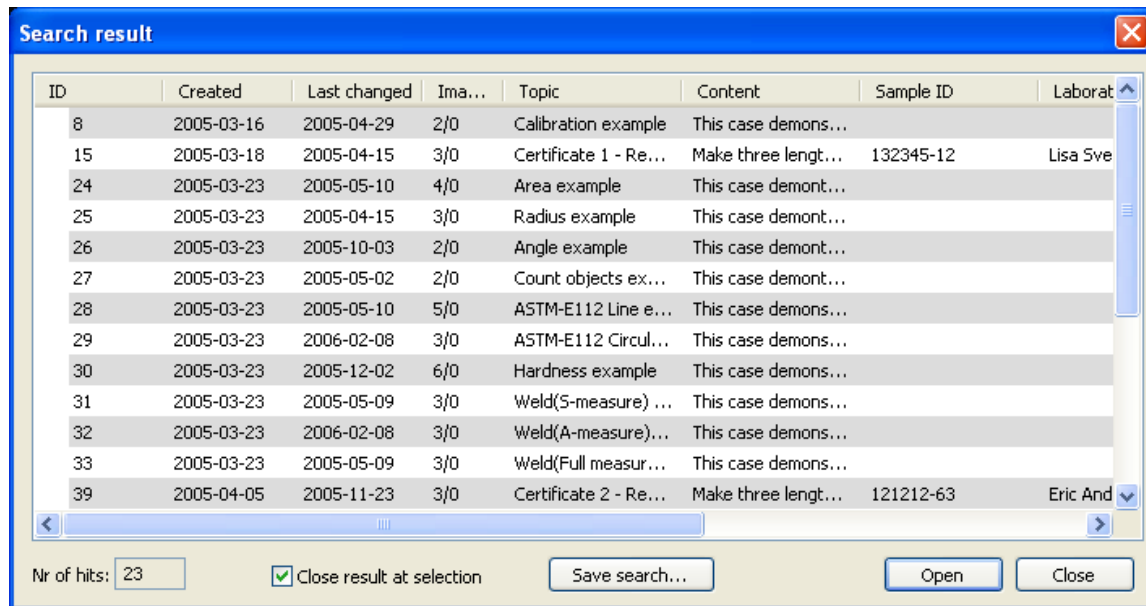 Search result
ID Created Last changed Ima... Topic Content Sample ID Laborat
8 2005-03-16 2005-04-29 2/0 Calibration example This case demons...
15 2005-03-18 2005-04-15 3/0 Certificate 1 - Re... Make three lengt... 132345-12 Lisa Sve
24 2005-03-23 2005-05-10 4/0 Area example This case demont...
25 2005-03-23 2005-04-15 3/0 Radius example This case demont...
26 2005-03-23 2005-10-03 2/0 Angle example This case demont...
27 2005-03-23 2005-05-02 2/0 Count objects ex... This case demont...
28 2005-03-23 2005-05-10 5/0 ASTM-E112 Line e... This case demons...
29 2005-03-23 2006-02-08 3/0 ASTM-E112 Circul... This case demons...
30 2005-03-23 2005-12-02 6/0 Hardness example This case demons...
31 2005-03-23 2005-05-09 3/0 Weld(S-measure) ... This case demons...
32 2005-03-23 2006-02-08 3/0 Weld(A-measure)... This case demons...
33 2005-03-23 2005-05-09 3/0 Weld(Full measur... This case demons...
39 2005-04-05 2005-11-23 3/0 Certificate 2 - Re... Make three lengt... 121212-63 Eric And
Nr of hits: 23 Close result at selection Save search... Open Close